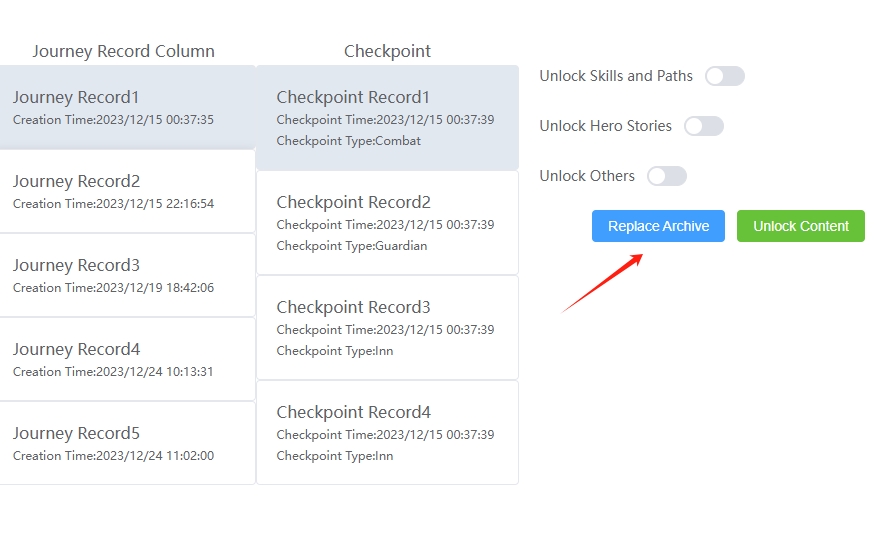 Journey Record Column
Journey Record1
Creation Time:2023/12/15 00:37:35
Journey Record2
Creation Time:2023/12/15 22:16:54
Journey Record3
Creation Time:2023/12/19 18:42:06
Journey Record4
Creation Time:2023/12/24 10:13:31
Journey Record5
Creation Time:2023/12/24 11:02:00
Checkpoint
Checkpoint Record1
Checkpoint Time:2023/12/15 00:37:39
Checkpoint Type:Combat
Checkpoint Record2
Checkpoint Time:2023/12/15 00:37:39
Checkpoint Type:Guardian
Checkpoint Record3
Checkpoint Time:2023/12/15 00:37:39
Checkpoint Type:Inn
Checkpoint Record4
Checkpoint Time:2023/12/15 00:37:39
Checkpoint Type:Inn
Unlock Skills and Paths
Unlock Hero Stories
Unlock Others
Replace Archive
Unlock Content